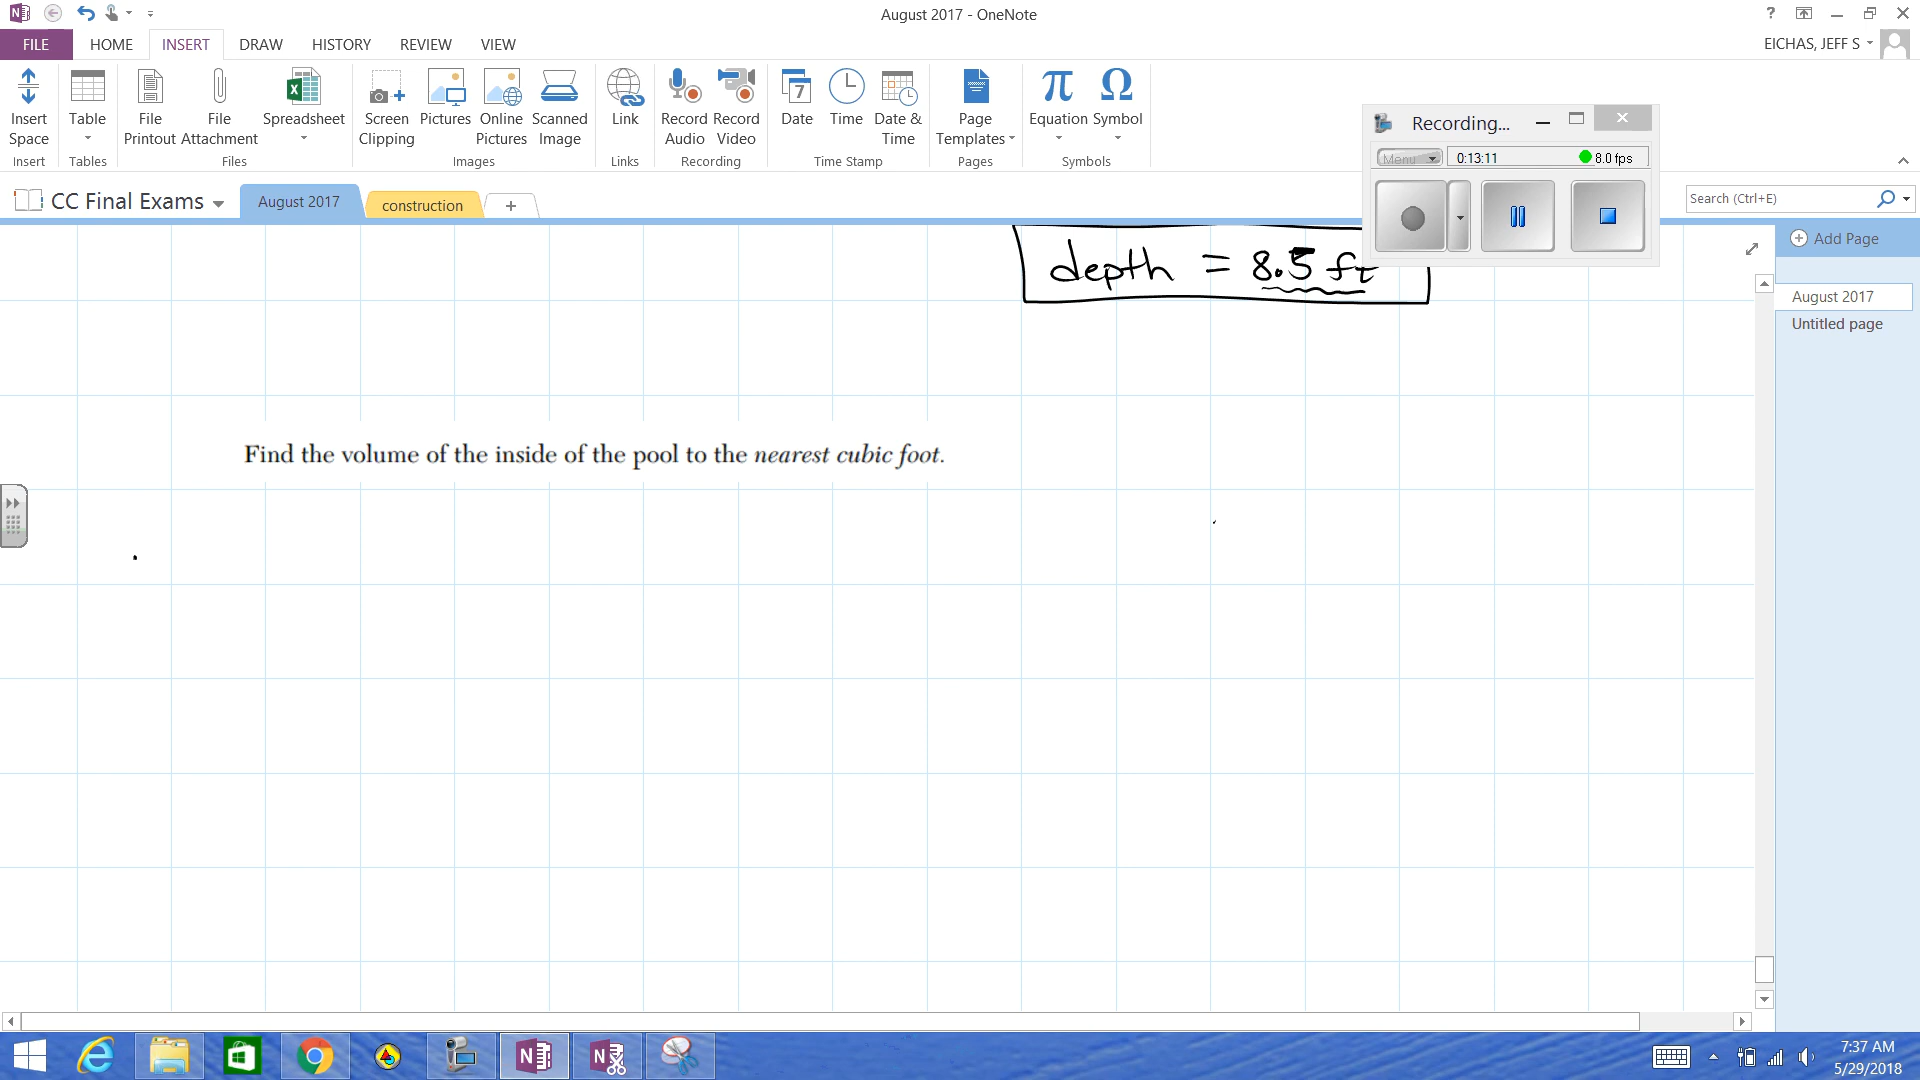 August 2017 - OneNote
?
FILE HOME INSERT DRAW HISTORY REVIEW VIEW
EICHAS, JEFF S
Insert Space
Table
File Printout
File Attachment
Spreadsheet
Screen Clipping
Pictures
Online Pictures
Scanned Image
Link
Record Audio
Record Video
Date
Time
Date & Time
Page Templates
π Equation
Ω Symbol
Insert Tables Files Images Links Recording Time Stamp Pages Symbols
Recording...
Menu 0:13:11 8.0 fps
CC Final Exams August 2017 construction +
Search (Ctrl+E)
Add Page
August 2017
Untitled page
depth = 8.5 ft
Find the volume of the inside of the pool to the nearest cubic foot.
7:37 AM
5/29/2018